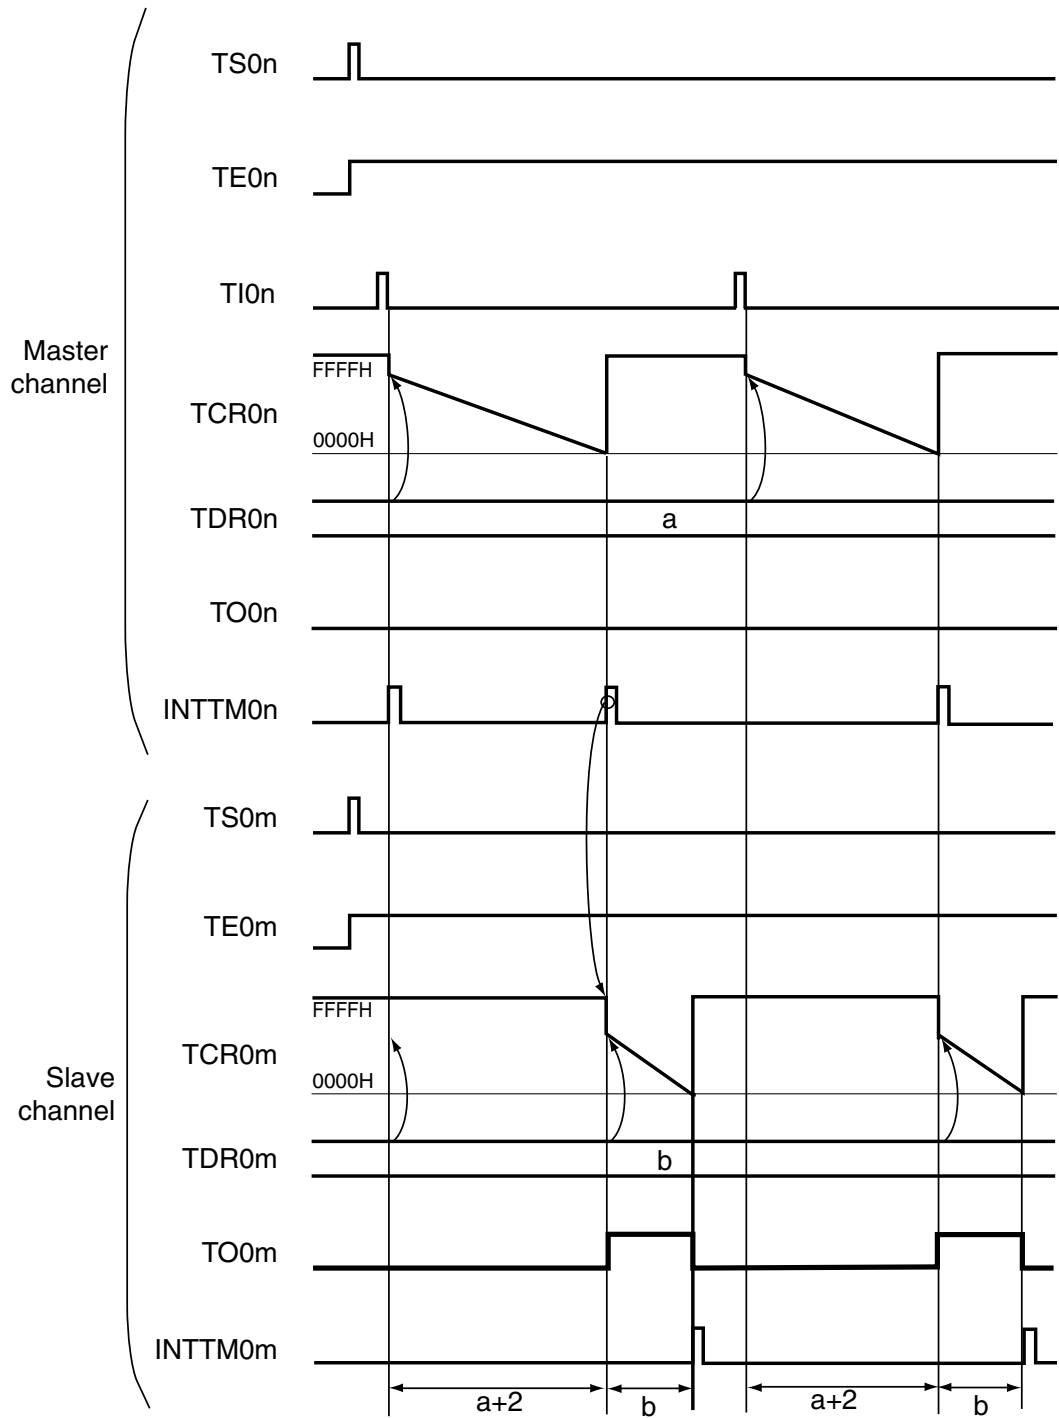 TS0n
TE0n
TI0n
Master
channel
FFFFH
TCR0n
0000H
TDR0n
a
TO0n
INTTM0n
TS0m
TE0m
FFFFH
TCR0m
0000H
Slave
channel
TDR0m
b
TO0m
INTTM0m
a+2
b
a+2
b